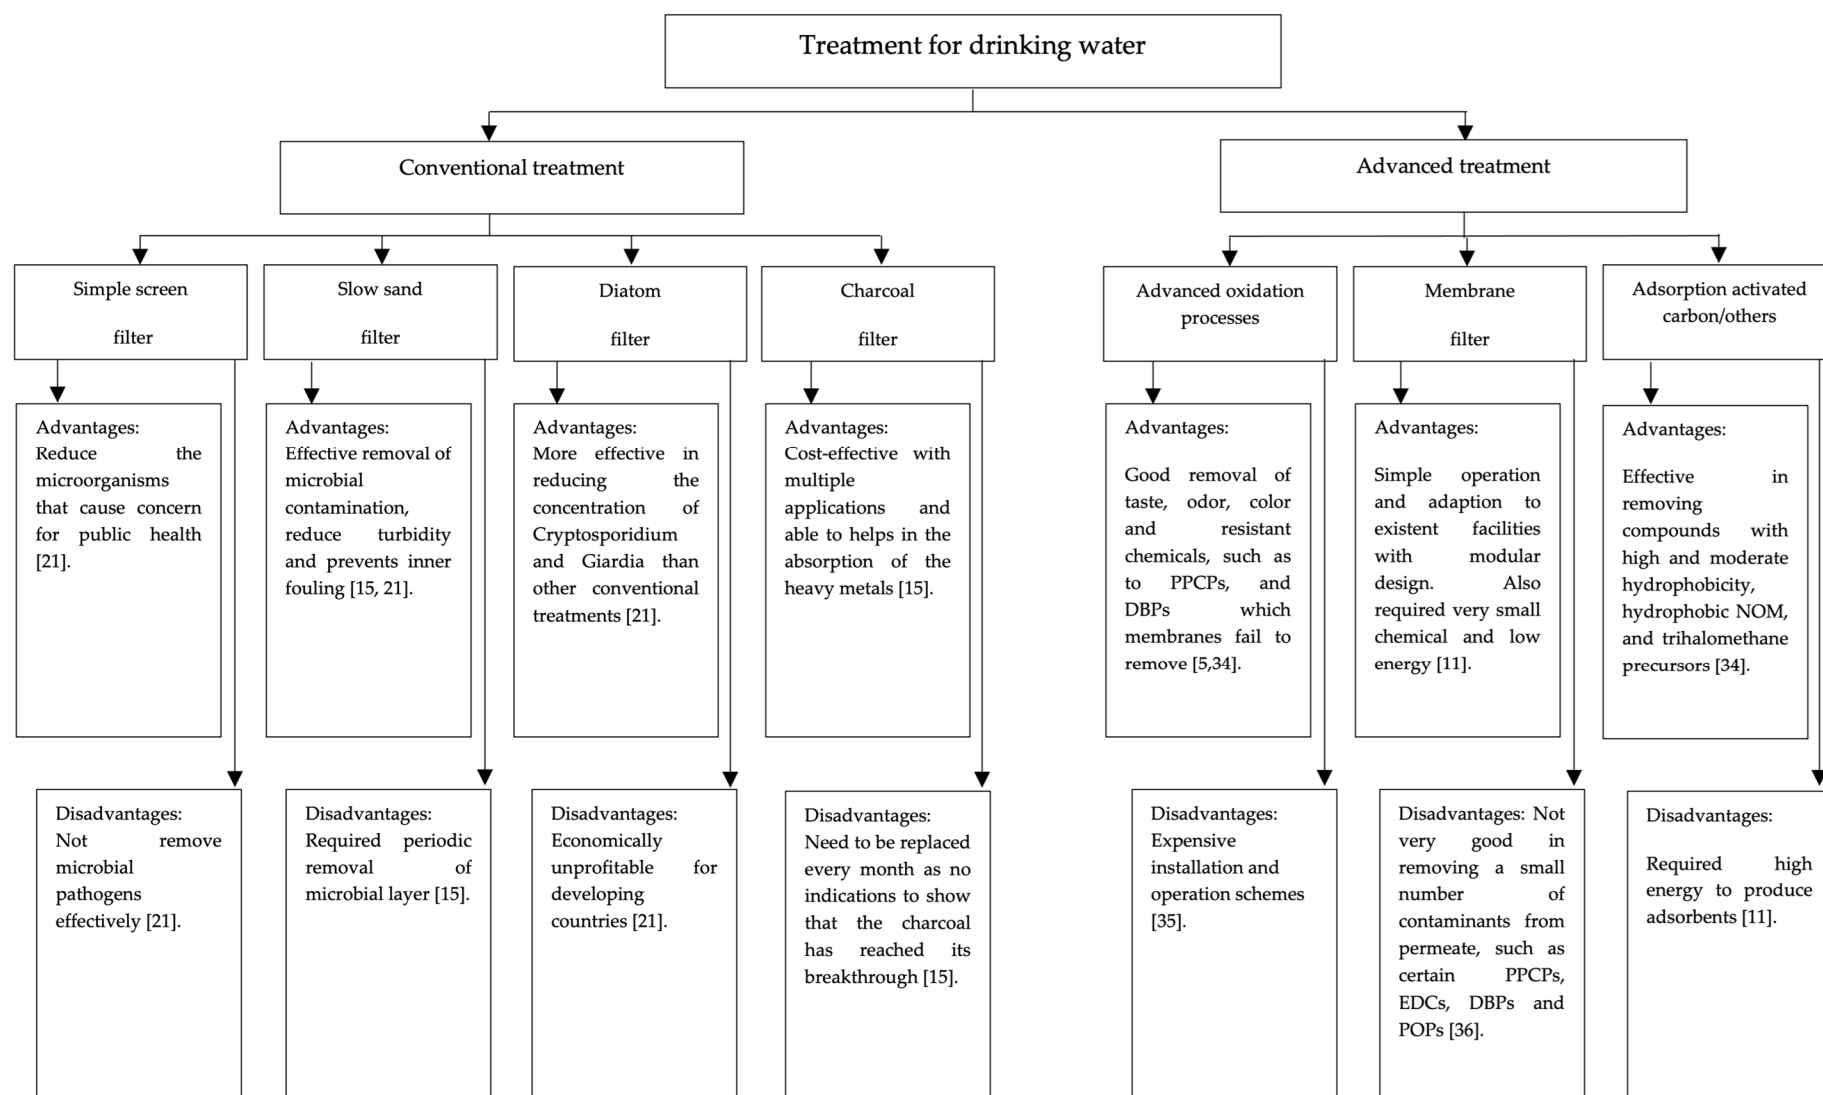 Treatment for drinking water
Conventional treatment
Advanced treatment
Simple screen
filter
Slow sand
filter
Diatom
filter
Charcoal
filter
Advanced oxidation
processes
Membrane
filter
Adsorption activated
carbon/others
Advantages:
Reduce the
microorganisms
that cause concern
for public health
[21].
Advantages:
Effective removal of
microbial
contamination,
reduce turbidity
and prevents inner
fouling [15, 21].
Advantages:
More effective in
reducing the
concentration of
Cryptosporidium
and Giardia than
other conventional
treatments [21].
Advantages:
Cost-effective with
multiple
applications and
able to helps in the
absorption of the
heavy metals [15].
Advantages:
Good removal of
taste, odor, color
and resistant
chemicals, such as
to PPCPs, and
DBPs which
membranes fail to
remove [5,34].
Advantages:
Simple operation
and adaption to
existent facilities
with modular
design. Also
required very small
chemical and low
energy [11].
Advantages:
Effective in
removing
compounds with
high and moderate
hydrophobicity,
hydrophobic NOM,
and trihalomethane
precursors [34].
Disadvantages:
Not remove
microbial
pathogens
effectively [21].
Disadvantages:
Required periodic
removal of
microbial layer [15].
Disadvantages:
Economically
unprofitable for
developing
countries [21].
Disadvantages:
Need to be replaced
every month as no
indications to show
that the charcoal
has reached its
breakthrough [15].
Disadvantages:
Expensive
installation and
operation schemes
[35].
Disadvantages: Not
very good in
removing a small
number of
contaminants from
permeate, such as
certain PPCPs,
EDCs, DBPs and
POPs [36].
Disadvantages:
Required high
energy to produce
adsorbents [11].